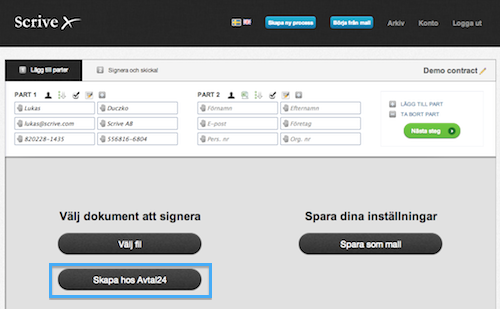 Scrive
Skapa ny process
Börja från mall
Arkiv
Konto
Logga ut
Lägg till parter
Signera och skicka!
Demo contract
PART 1
PART 2
Lukas
Duczko
Förnamn
Efternamn
lukas@scrive.com
Scrive AB
E-post
Företag
820228-1435
556816-6804
Pers. nr
Org. nr
LÄGG TILL PART
TA BORT PART
Nästa steg
Välj dokument att signera
Spara dina inställningar
Välj fil
Spara som mall
Skapa hos Avtal24